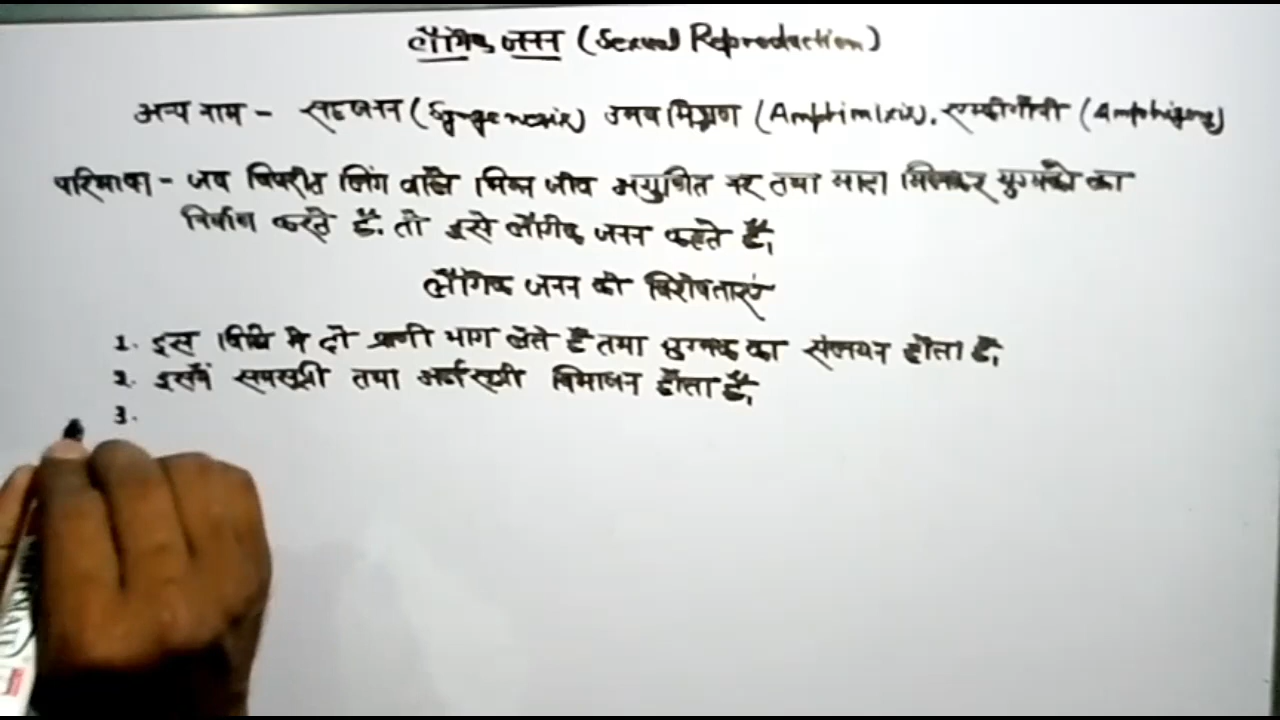 लैंगिक जनन (Sexual Reproduction)
अन्य नाम - सहजनन (Syngenesis) उभय मिश्रण (Amphimixis), एम्फीगोनी (Amphigony)
परिभाषा - जब विपरीत लिंग वाले भिन्न जीव अगुणित नर तथा मादा मिलकर युग्मको का
निर्माण करते हैं, तो इसे लैंगिक जनन कहते हैं,
लैंगिक जनन की विशेषताएं
1. इस विधि मे दो प्राणी भाग लेते हैं तथा युग्मक का संलयन होता है,
2. इसमें समसूत्री तथा अर्द्धसूत्री विभाजन होता है,
3.